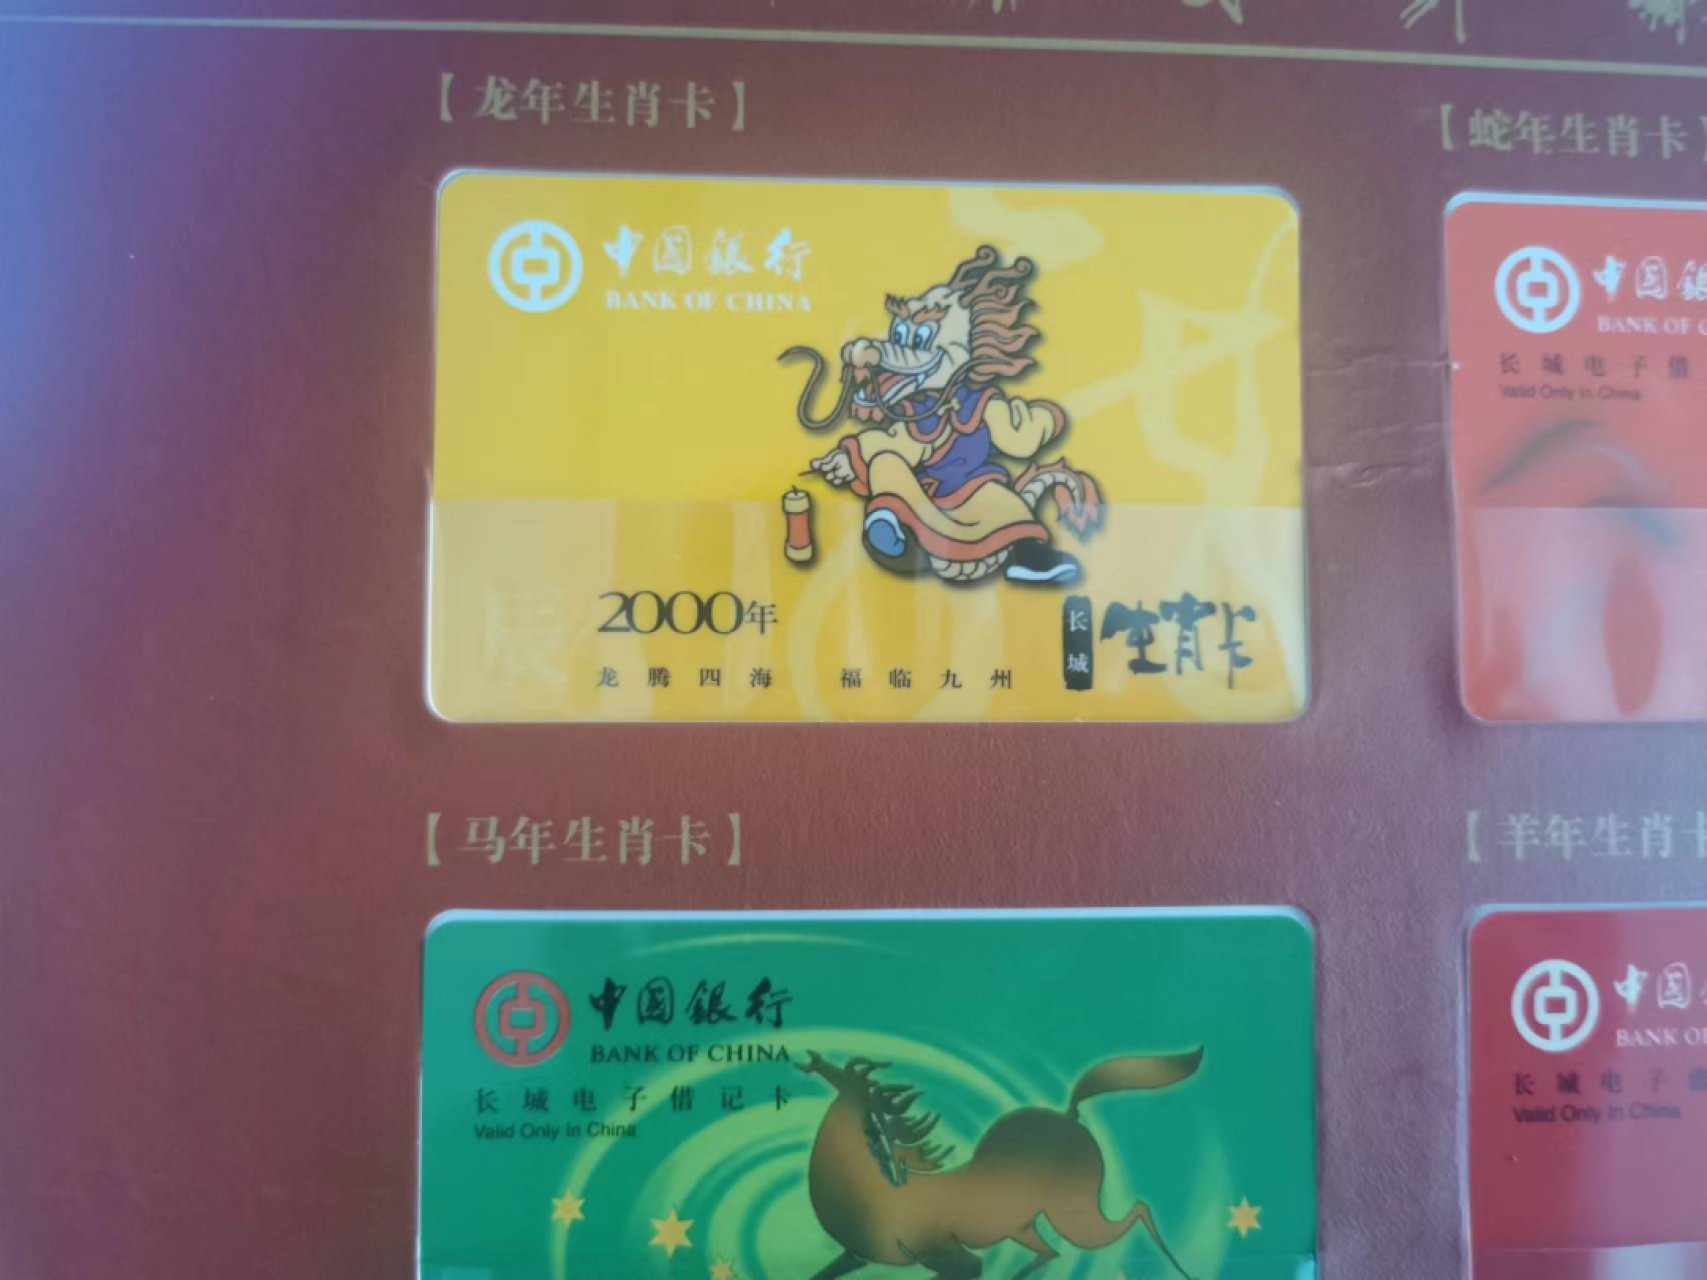 【龙年生肖卡】
【蛇年生肖卡】
中国銀行
BANK OF CHINA
2000年
龙腾四海 福临九州
长城
生肖卡
中国銀
BANK OF
长城电子借
Valid Only In China
【马年生肖卡】
【羊年生肖卡
中国銀行
BANK OF CHINA
长城电子借记卡
Valid Only In China
中国
BANK OF
长城电子
Valid Only In China